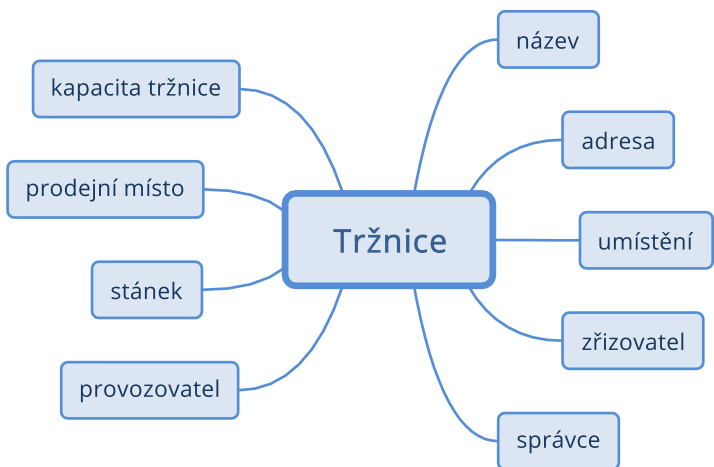 název
kapacita tržnice
adresa
prodejní místo
Tržnice
umístění
stánek
zřizovatel
provozovatel
správce